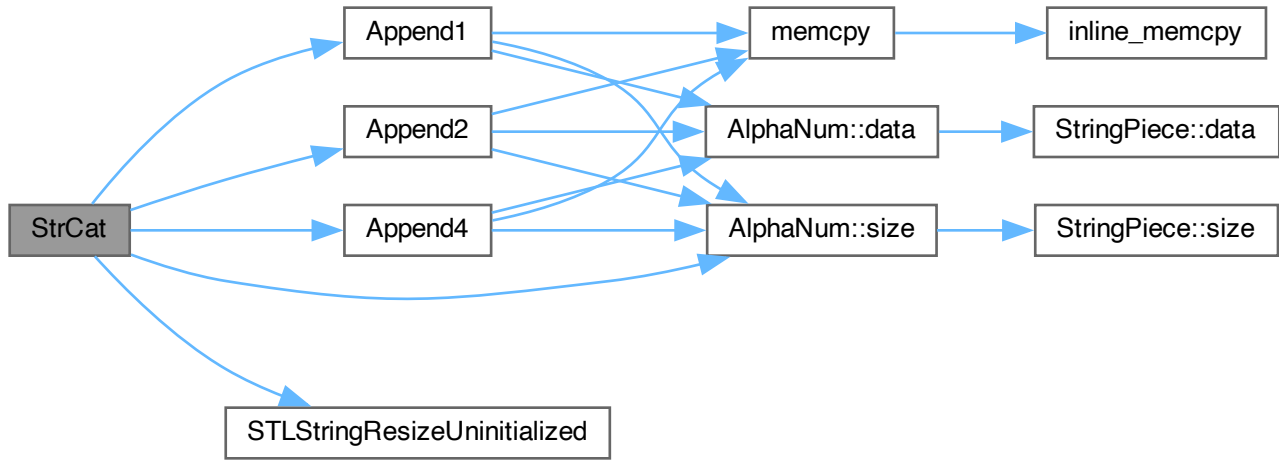 Append1
memcpy
inline_memcpy
Append2
AlphaNum::data
StringPiece::data
StrCat
Append4
AlphaNum::size
StringPiece::size
STLStringResizeUninitialized